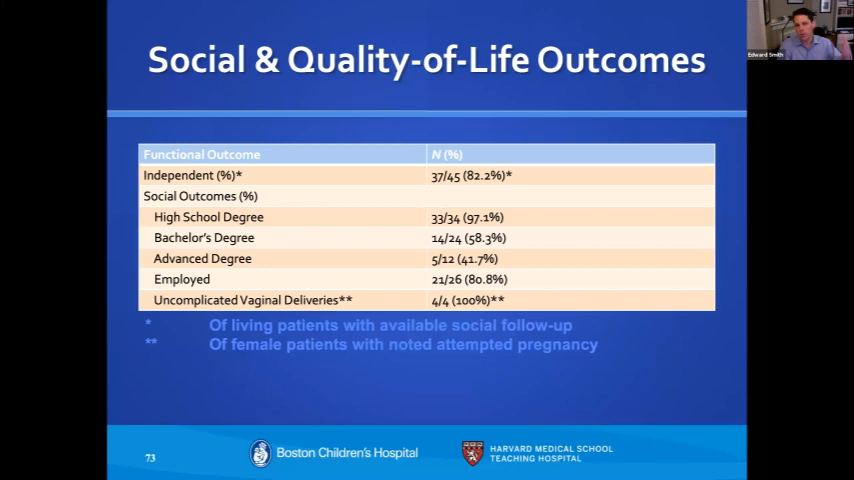 Social & Quality-of-Life Outcomes
Edward Smith
Functional Outcome N (%)
Independent (%)* 37/45 (82.2%)*
Social Outcomes (%)
High School Degree 33/34 (97.1%)
Bachelor's Degree 14/24 (58.3%)
Advanced Degree 5/12 (41.7%)
Employed 21/26 (80.8%)
Uncomplicated Vaginal Deliveries** 4/4 (100%)**
* Of living patients with available social follow-up
** Of female patients with noted attempted pregnancy
73
Boston Children's Hospital
HARVARD MEDICAL SCHOOL
TEACHING HOSPITAL